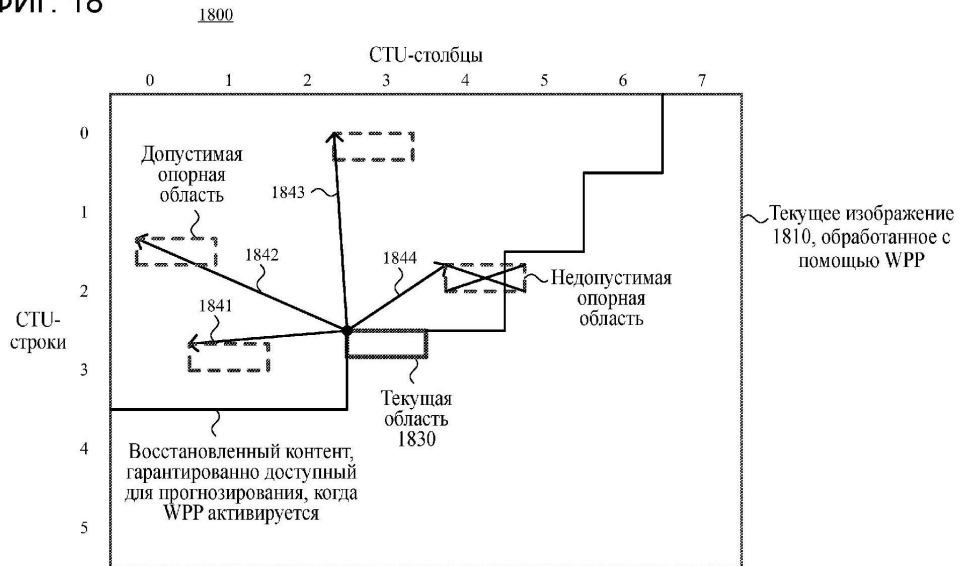 ФИГ. 18
1800
CTU-столбцы
0 1 2 3 4 5 6 7
0
Допустимая
опорная
область
1843
1
Текущее изображение
1810, обработанное с
помощью WPP
1842
1844
2
Недопустимая
опорная
область
1841
CTU-
строки
3
Текущая
область
1830
4
Восстановленный контент,
гарантированно доступный
для прогнозирования, когда
WPP активируется
5